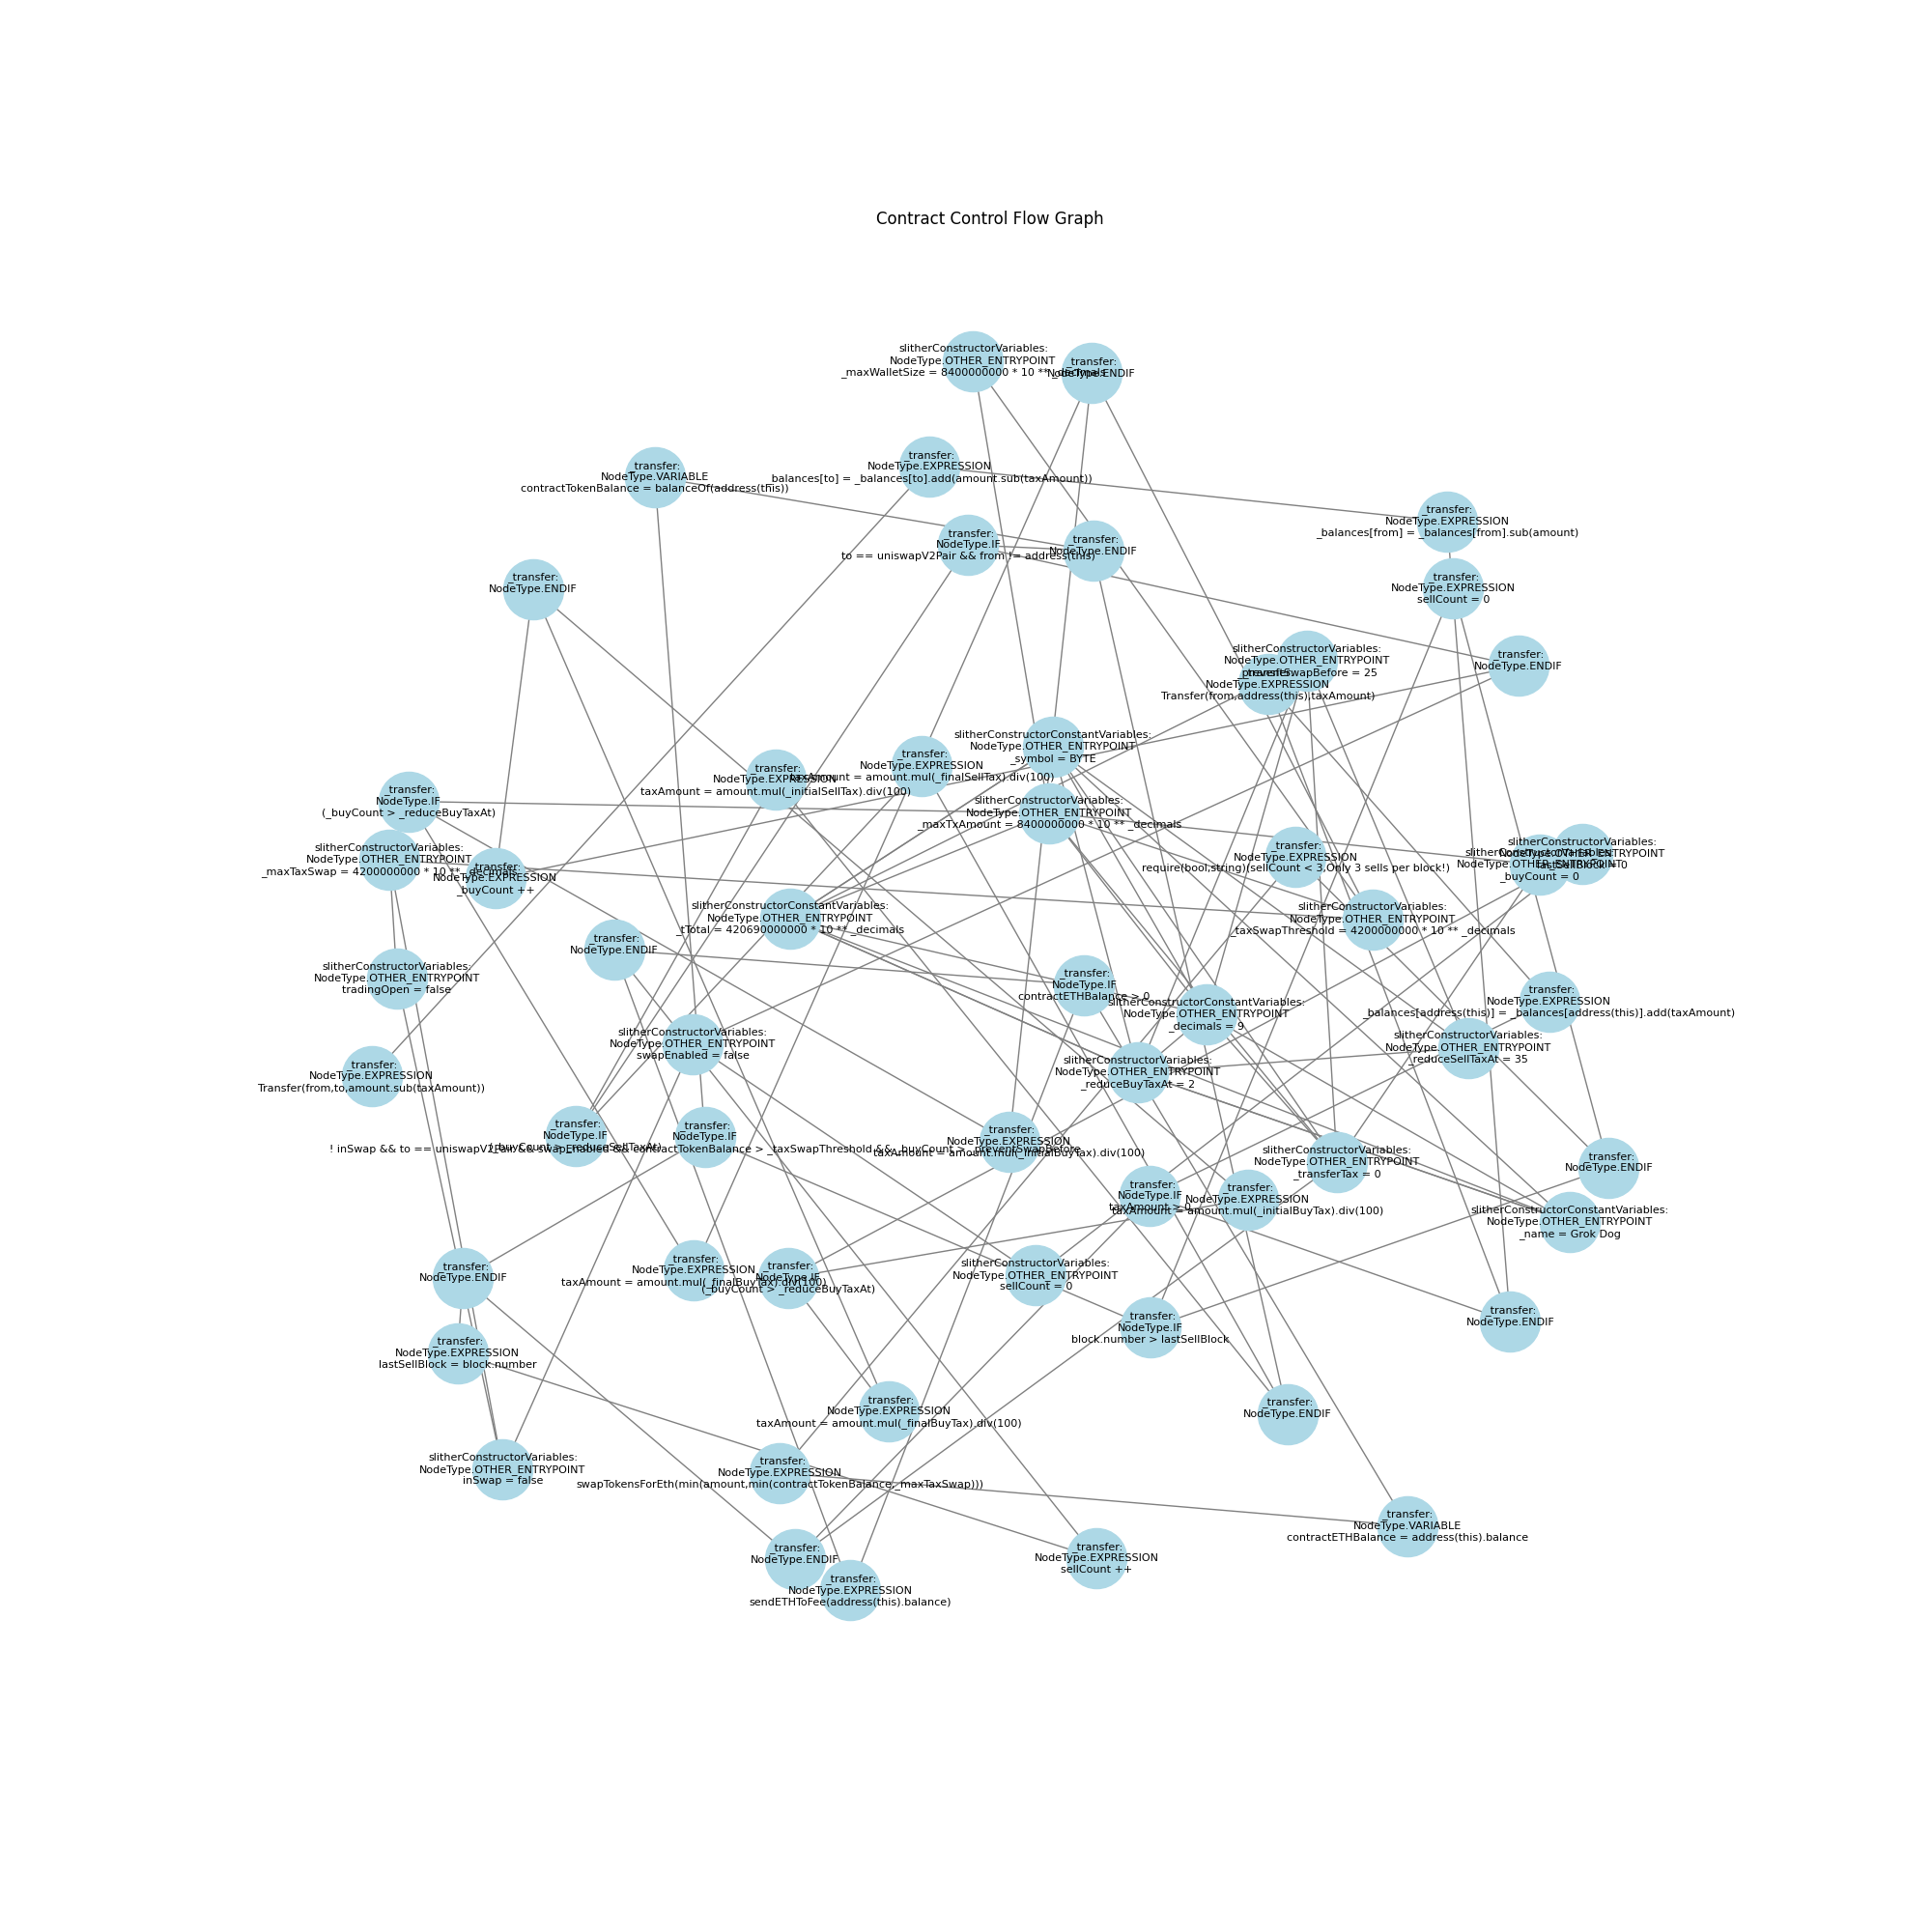 Contract Control Flow Graph
slitherConstructorVariables:
NodeType.OTHER_ENTRYPOINT
_maxWalletSize = 8400000000 * 10 ** _decimals
_transfer:
NodeType.ENDIF
_transfer:
NodeType.EXPRESSION
_balances[to] = _balances[to].add(amount.sub(taxAmount))
_transfer:
NodeType.VARIABLE
contractTokenBalance = balanceOf(address(this))
_transfer:
NodeType.EXPRESSION
_balances[from] = _balances[from].sub(amount)
_transfer:
NodeType.IF
to == uniswapV2Pair && from != address(this)
_transfer:
NodeType.ENDIF
_transfer:
NodeType.ENDIF
_transfer:
NodeType.EXPRESSION
sellCount = 0
slitherConstructorVariables:
NodeType.OTHER_ENTRYPOINT
_preventSwapBefore = 25
_transfer:
NodeType.ENDIF
NodeType.EXPRESSION
Transfer(from,address(this),taxAmount)
slitherConstructorConstantVariables:
NodeType.OTHER_ENTRYPOINT
_symbol = BYTE
_transfer:
NodeType.EXPRESSION
taxAmount = amount.mul(_finalSellTax).div(100)
_transfer:
NodeType.EXPRESSION
taxAmount = amount.mul(_initialSellTax).div(100)
_transfer:
NodeType.IF
(_buyCount > _reduceBuyTaxAt)
slitherConstructorVariables:
NodeType.OTHER_ENTRYPOINT
_maxTxAmount = 8400000000 * 10 ** _decimals
slitherConstructorVariables:
NodeType.OTHER_ENTRYPOINT
_maxTaxSwap = 4200000000 * 10 ** _decimals
_transfer:
NodeType.EXPRESSION
_buyCount ++
_transfer:
NodeType.EXPRESSION
require(bool,string)(sellCount < 3,Only 3 sells per block!)
slitherConstructorVariables:
NodeType.OTHER_ENTRYPOINT
lastSellBlock = 0
slitherConstructorVariables:
NodeType.OTHER_ENTRYPOINT
_buyCount = 0
slitherConstructorConstantVariables:
NodeType.OTHER_ENTRYPOINT
_tTotal = 420690000000 * 10 ** _decimals
slitherConstructorVariables:
NodeType.OTHER_ENTRYPOINT
_taxSwapThreshold = 4200000000 * 10 ** _decimals
_transfer:
NodeType.ENDIF
slitherConstructorVariables:
NodeType.OTHER_ENTRYPOINT
tradingOpen = false
_transfer:
NodeType.IF
contractETHBalance > 0
slitherConstructorConstantVariables:
NodeType.OTHER_ENTRYPOINT
_decimals = 9
_transfer:
NodeType.EXPRESSION
_balances[address(this)] = _balances[address(this)].add(taxAmount)
slitherConstructorVariables:
NodeType.OTHER_ENTRYPOINT
swapEnabled = false
slitherConstructorVariables:
NodeType.OTHER_ENTRYPOINT
_reduceSellTaxAt = 35
slitherConstructorVariables:
NodeType.OTHER_ENTRYPOINT
_reduceBuyTaxAt = 2
_transfer:
NodeType.EXPRESSION
Transfer(from,to,amount.sub(taxAmount))
_transfer:
NodeType.IF
(_buyCount > _reduceSellTaxAt)
_transfer:
NodeType.IF
! inSwap && to == uniswapV2Pair && swapEnabled && contractTokenBalance > _taxSwapThreshold && _buyCount > _preventSwapBefore
_transfer:
NodeType.EXPRESSION
taxAmount = amount.mul(_initialBuyTax).div(100)
slitherConstructorVariables:
NodeType.OTHER_ENTRYPOINT
_transferTax = 0
_transfer:
NodeType.ENDIF
_transfer:
NodeType.IF
taxAmount > 0
_transfer:
NodeType.EXPRESSION
taxAmount = amount.mul(_initialBuyTax).div(100)
slitherConstructorConstantVariables:
NodeType.OTHER_ENTRYPOINT
_name = Grok Dog
_transfer:
NodeType.ENDIF
_transfer:
NodeType.EXPRESSION
taxAmount = amount.mul(_finalBuyTax).div(100)
_transfer:
NodeType.IF
(_buyCount > _reduceBuyTaxAt)
slitherConstructorVariables:
NodeType.OTHER_ENTRYPOINT
sellCount = 0
_transfer:
NodeType.IF
block.number > lastSellBlock
_transfer:
NodeType.ENDIF
_transfer:
NodeType.EXPRESSION
lastSellBlock = block.number
_transfer:
NodeType.EXPRESSION
taxAmount = amount.mul(_finalBuyTax).div(100)
_transfer:
NodeType.ENDIF
slitherConstructorVariables:
NodeType.OTHER_ENTRYPOINT
inSwap = false
_transfer:
NodeType.EXPRESSION
swapTokensForEth(min(amount,min(contractTokenBalance,_maxTaxSwap)))
_transfer:
NodeType.VARIABLE
contractETHBalance = address(this).balance
_transfer:
NodeType.ENDIF
_transfer:
NodeType.EXPRESSION
sellCount ++
_transfer:
NodeType.EXPRESSION
sendETHToFee(address(this).balance)